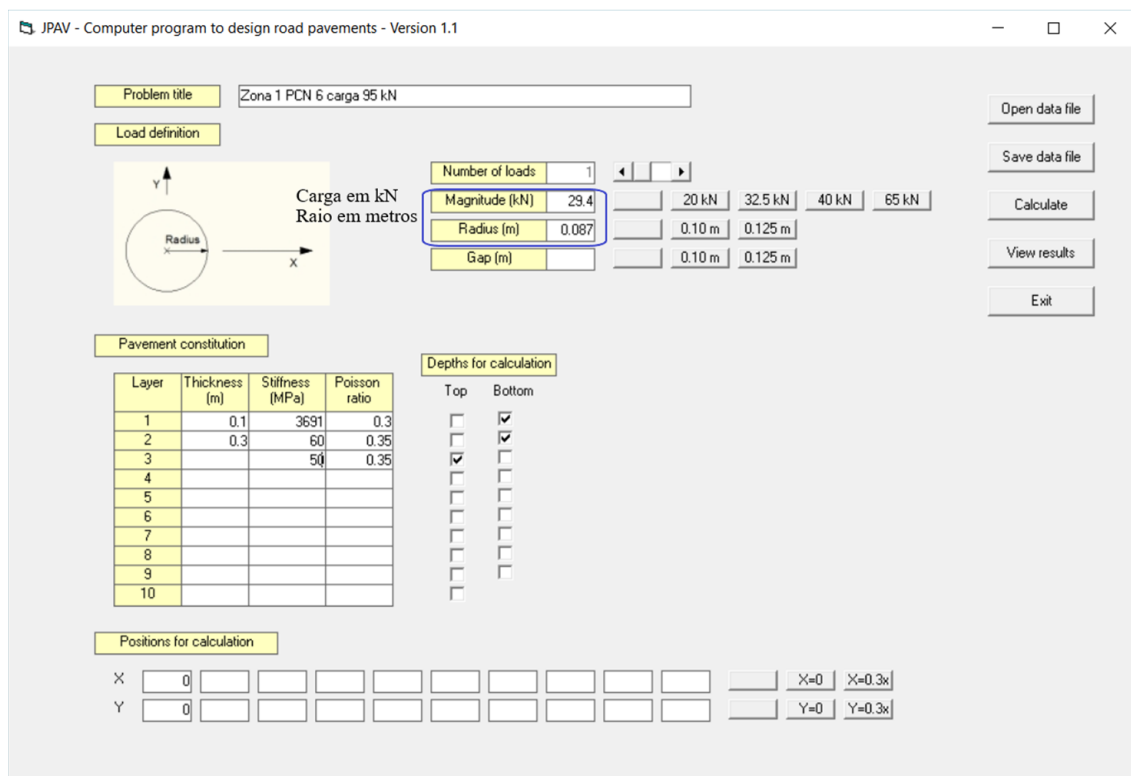 JPAV - Computer program to design road pavements - Version 1.1
Problem title Zona 1 PCN 6 carga 95 kN
Open data file
Load definition
Save data file
Number of loads 1
Carga em kN
Magnitude (kN) 29.4 20 kN 32.5 kN 40 kN 65 kN
Calculate
Raio em metros
Radius (m) 0.087 0.10 m 0.125 m
Gap (m) 0.10 m 0.125 m
View results
Y
Radius
X
Exit
Pavement constitution
Depths for calculation
Layer Thickness (m) Stiffness (MPa) Poisson ratio
Top Bottom
1 0.1 3691 0.3
2 0.3 60 0.35
3 50 0.35
4
5
6
7
8
9
10
Positions for calculation
X 0 X=0 X=0.3x
Y 0 Y=0 Y=0.3x